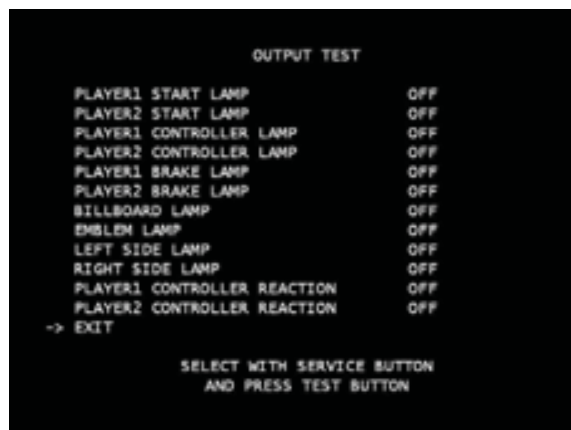 OUTPUT TEST
PLAYER1 START LAMP OFF
PLAYER2 START LAMP OFF
PLAYER1 CONTROLLER LAMP OFF
PLAYER2 CONTROLLER LAMP OFF
PLAYER1 BRAKE LAMP OFF
PLAYER2 BRAKE LAMP OFF
BILLBOARD LAMP OFF
EMBLEM LAMP OFF
LEFT SIDE LAMP OFF
RIGHT SIDE LAMP OFF
PLAYER1 CONTROLLER REACTION OFF
PLAYER2 CONTROLLER REACTION OFF
-> EXIT
SELECT WITH SERVICE BUTTON
AND PRESS TEST BUTTON